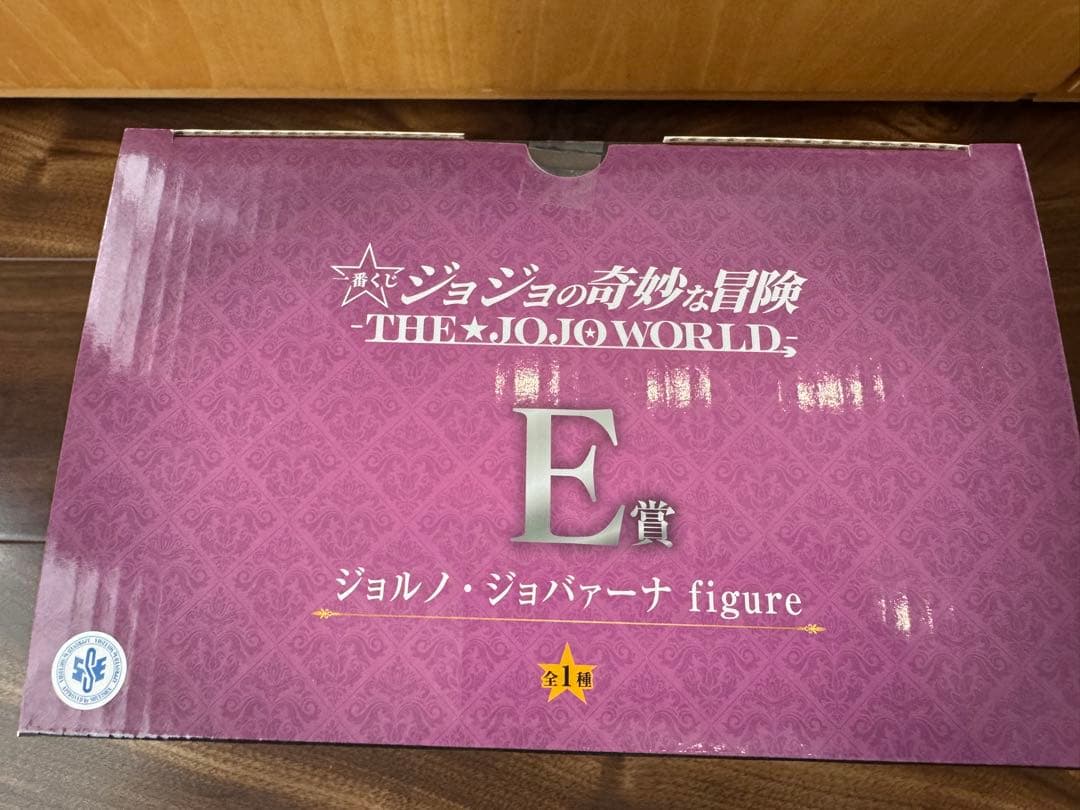 一番くじ ジョジョの奇妙な冒険
-THE★JOJO WORLD-
E賞
ジョルノ・ジョバァーナ figure
全1種